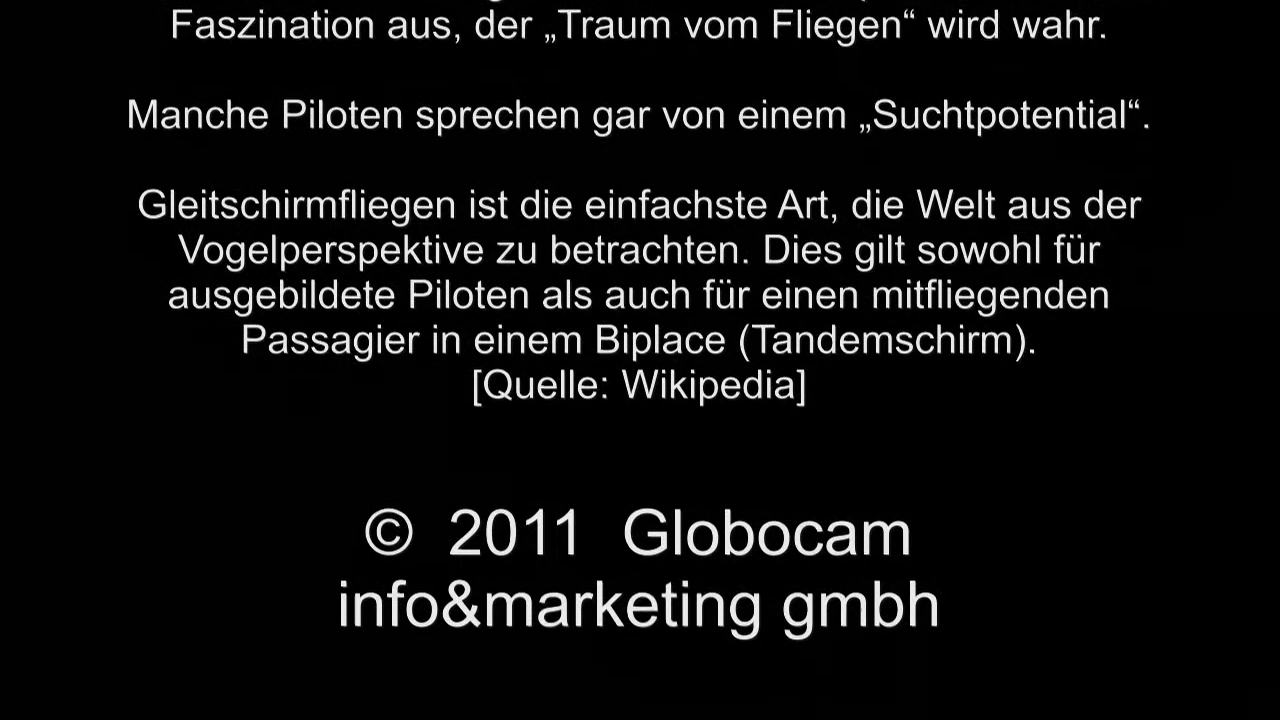 Faszination aus, der „Traum vom Fliegen“ wird wahr.
Manche Piloten sprechen gar von einem „Suchtpotential“.
Gleitschirmfliegen ist die einfachste Art, die Welt aus der
Vogelperspektive zu betrachten. Dies gilt sowohl für
ausgebildete Piloten als auch für einen mitfliegenden
Passagier in einem Biplace (Tandemschirm).
[Quelle: Wikipedia]
© 2011 Globocam
info&marketing gmbh